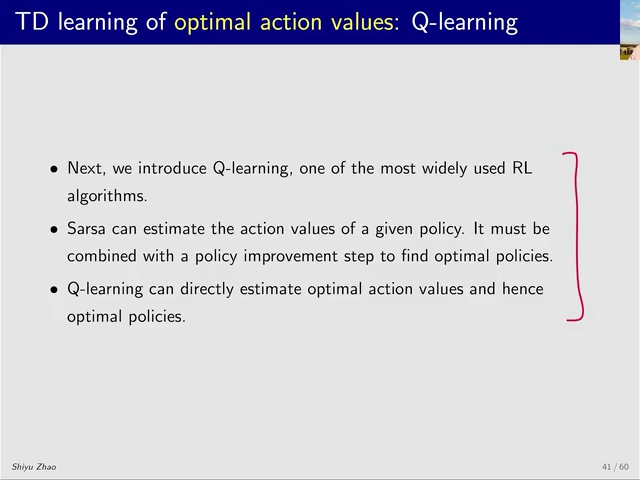 TD learning of optimal action values: Q-learning
• Next, we introduce Q-learning, one of the most widely used RL
algorithms.
• Sarsa can estimate the action values of a given policy. It must be
combined with a policy improvement step to find optimal policies.
• Q-learning can directly estimate optimal action values and hence
optimal policies.
Shiyu Zhao
41 / 60